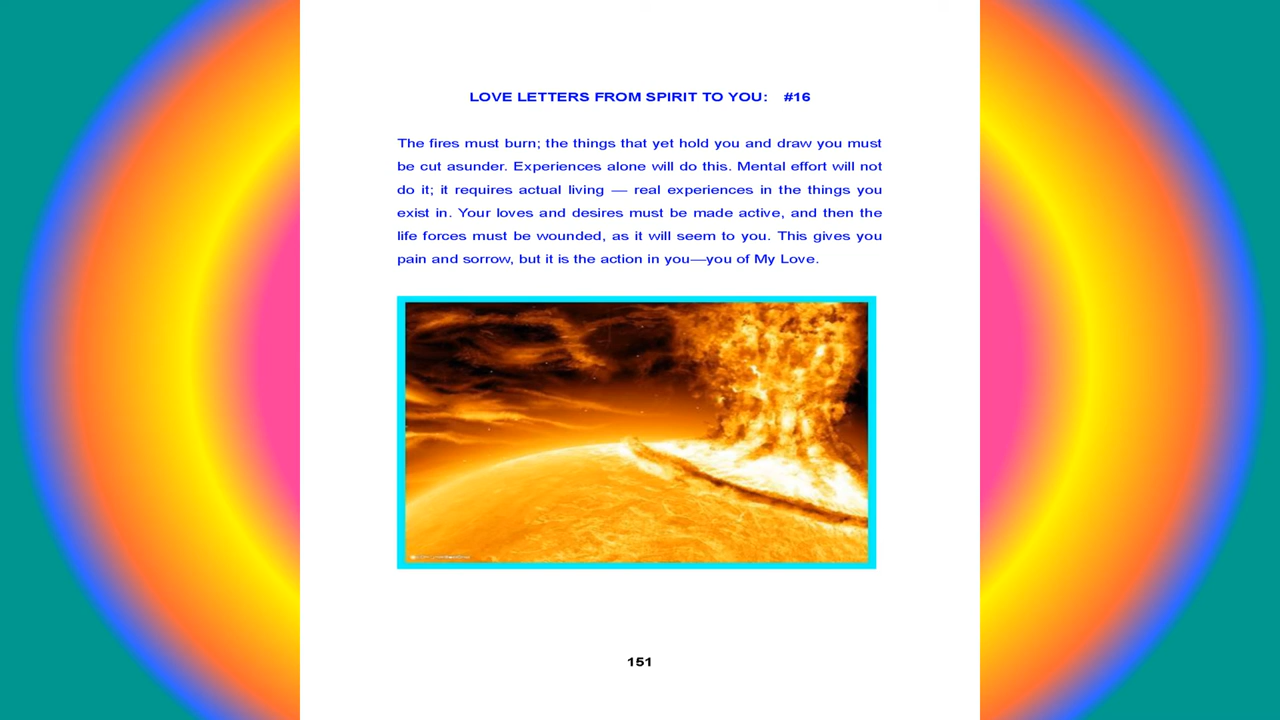 LOVE LETTERS FROM SPIRIT TO YOU: #16
The fires must burn; the things that yet hold you and draw you must
be cut asunder. Experiences alone will do this. Mental effort will not
do it; it requires actual living — real experiences in the things you
exist in. Your loves and desires must be made active, and then the
life forces must be wounded, as it will seem to you. This gives you
pain and sorrow, but it is the action in you—you of My Love.
151